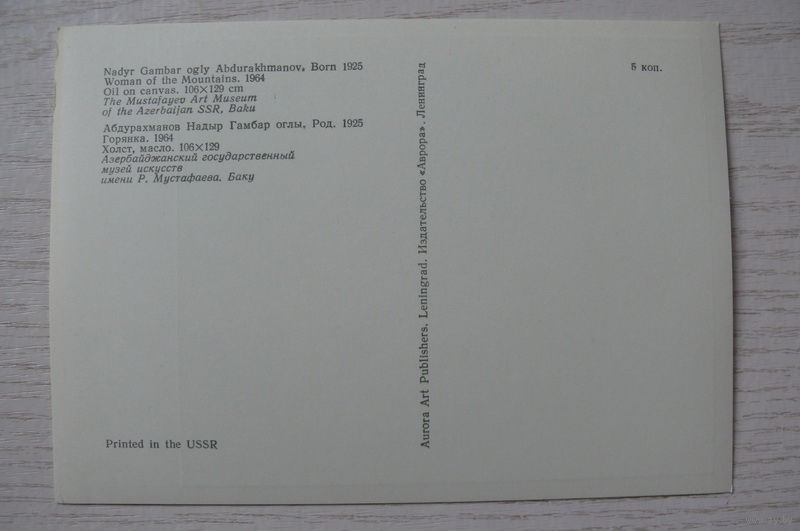 Nadyr Gambar ogly Abdurakhmanov. Born 1925
Woman of the Mountains. 1964
Oil on canvas. 106×129 cm
The Mustafayev Art Museum
of the Azerbaijan SSR, Baku
Абдурахманов Надыр Гамбар оглы. Род. 1925
Горянка. 1964
Холст, масло. 106×129
Азербайджанский государственный
музей искусств
имени Р. Мустафаева. Баку
Printed in the USSR
Aurora Art Publishers. Leningrad. Издательство «Аврора». Ленинград
5 коп.